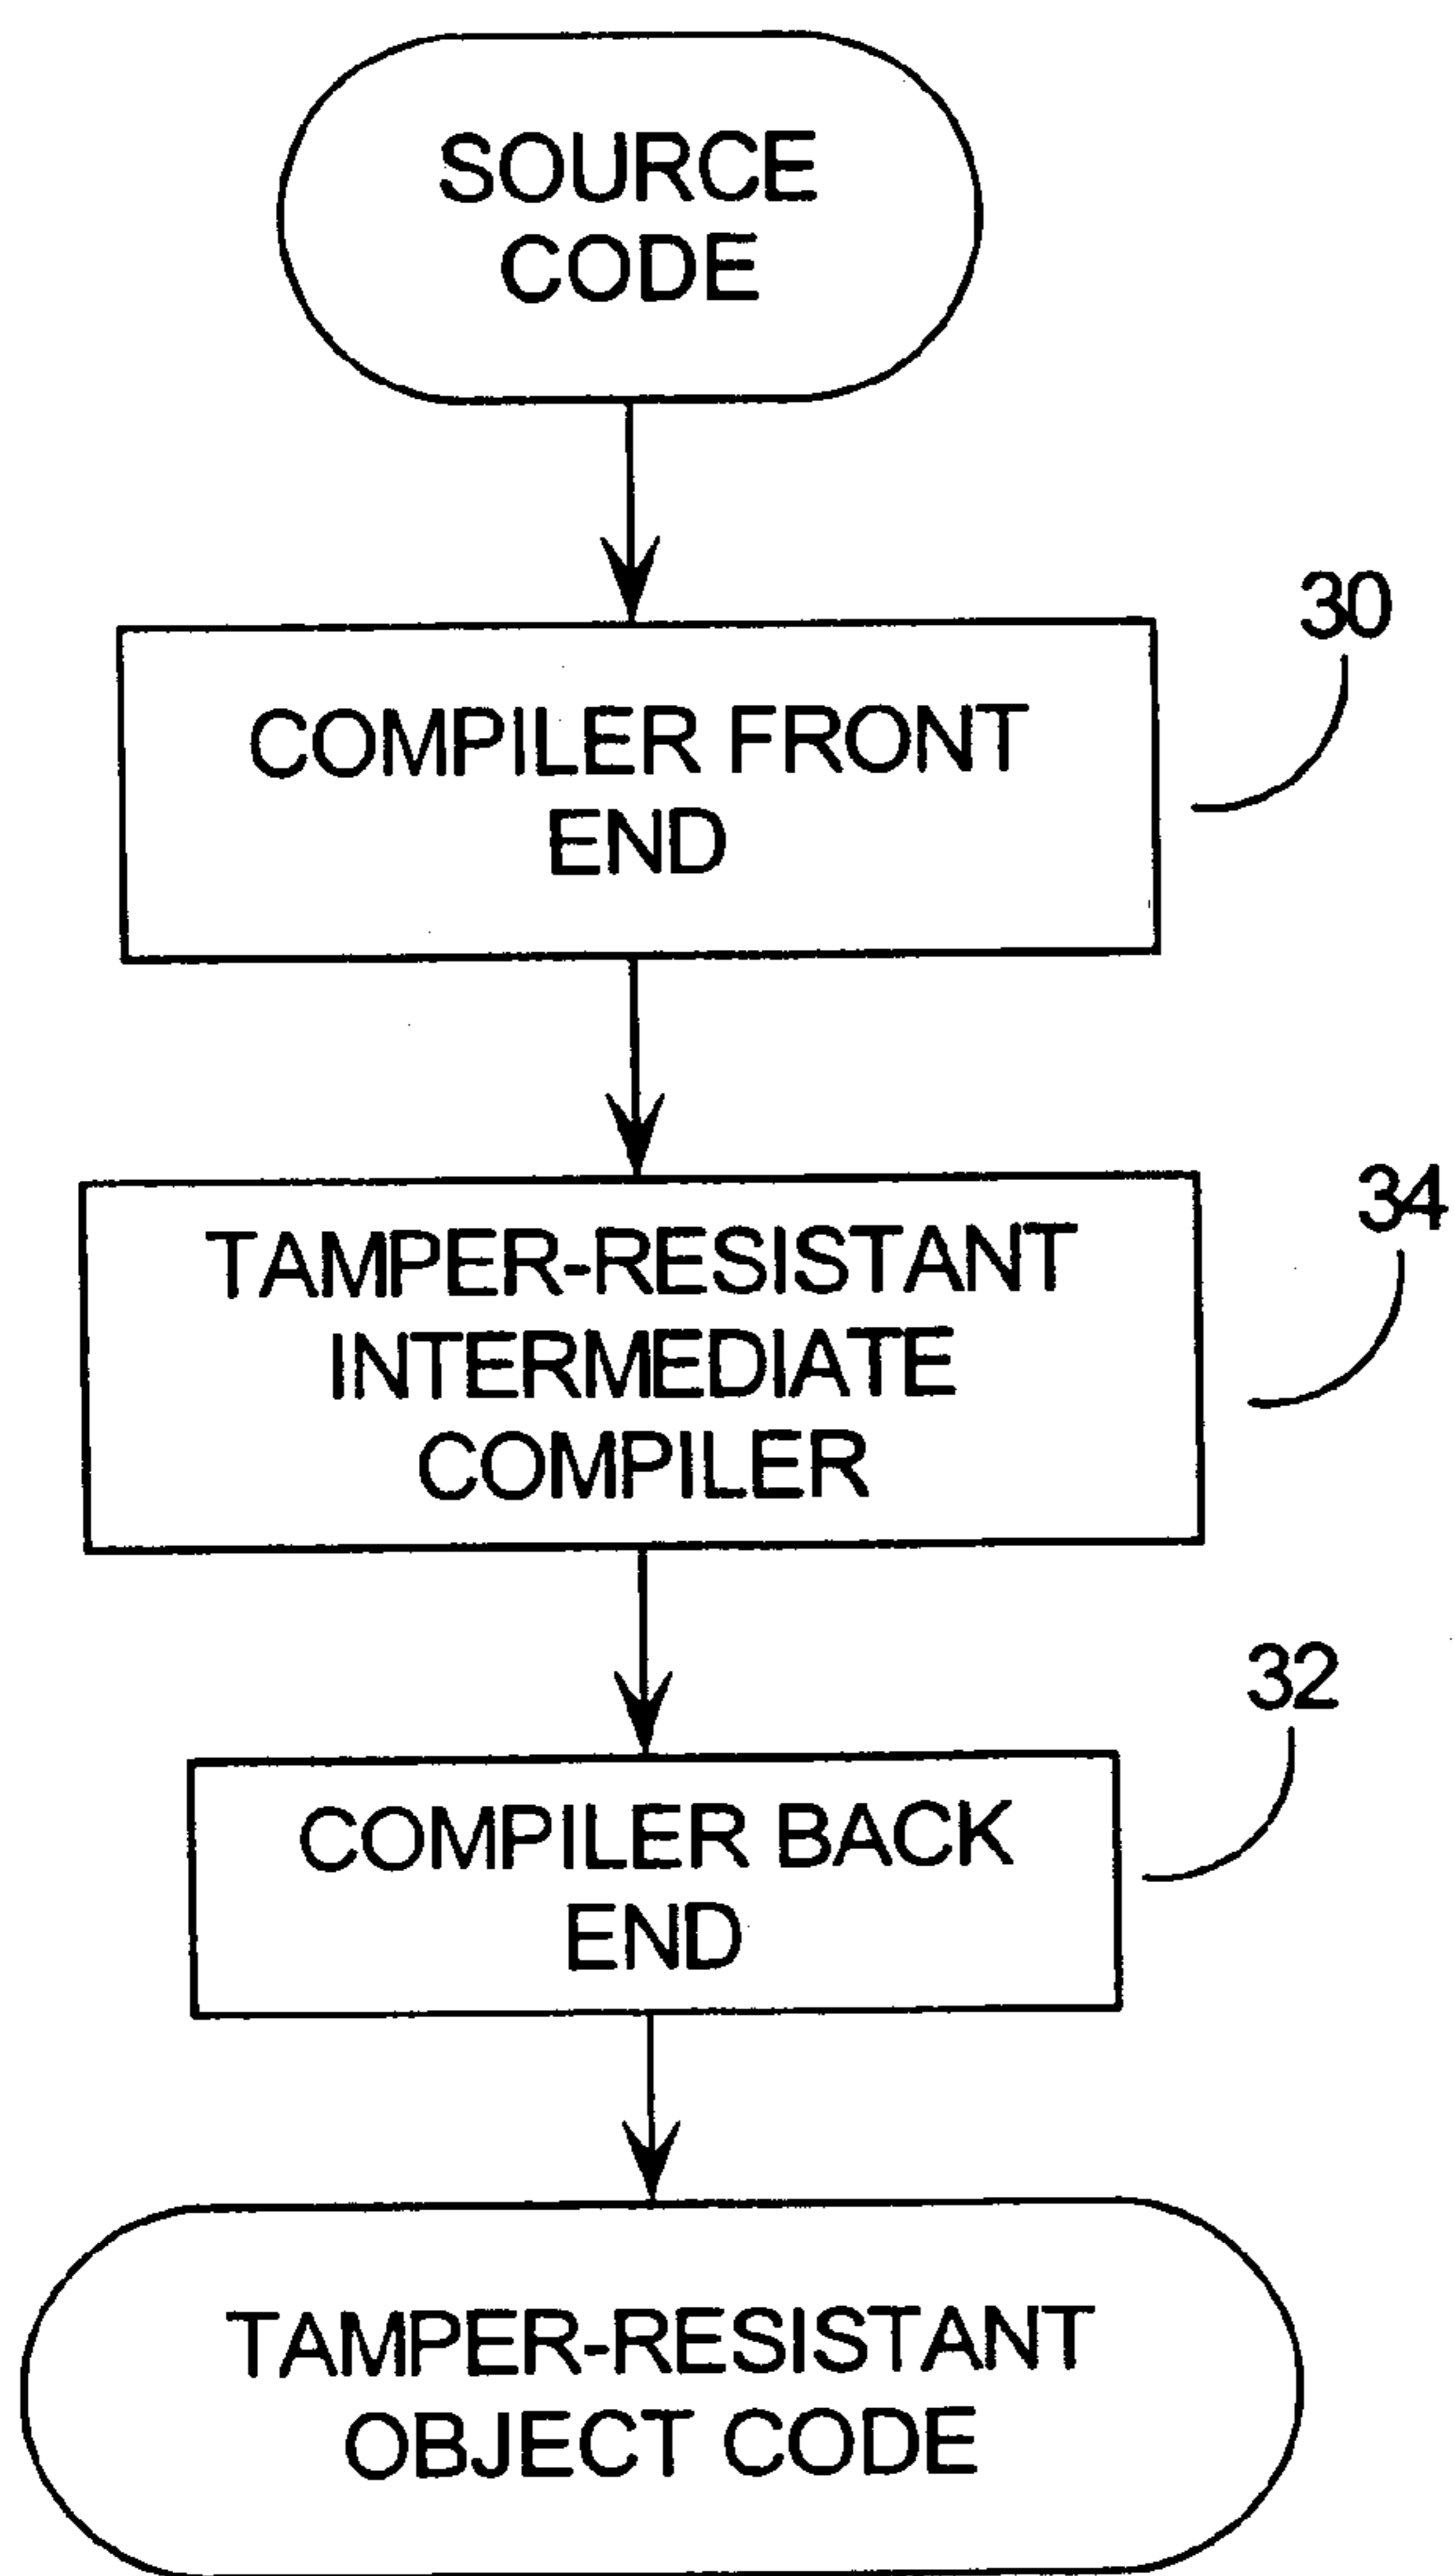 SOURCE
CODE
30
COMPILER FRONT
END
34
TAMPER-RESISTANT
INTERMEDIATE
COMPILER
32
COMPILER BACK
END
TAMPER-RESISTANT
OBJECT CODE